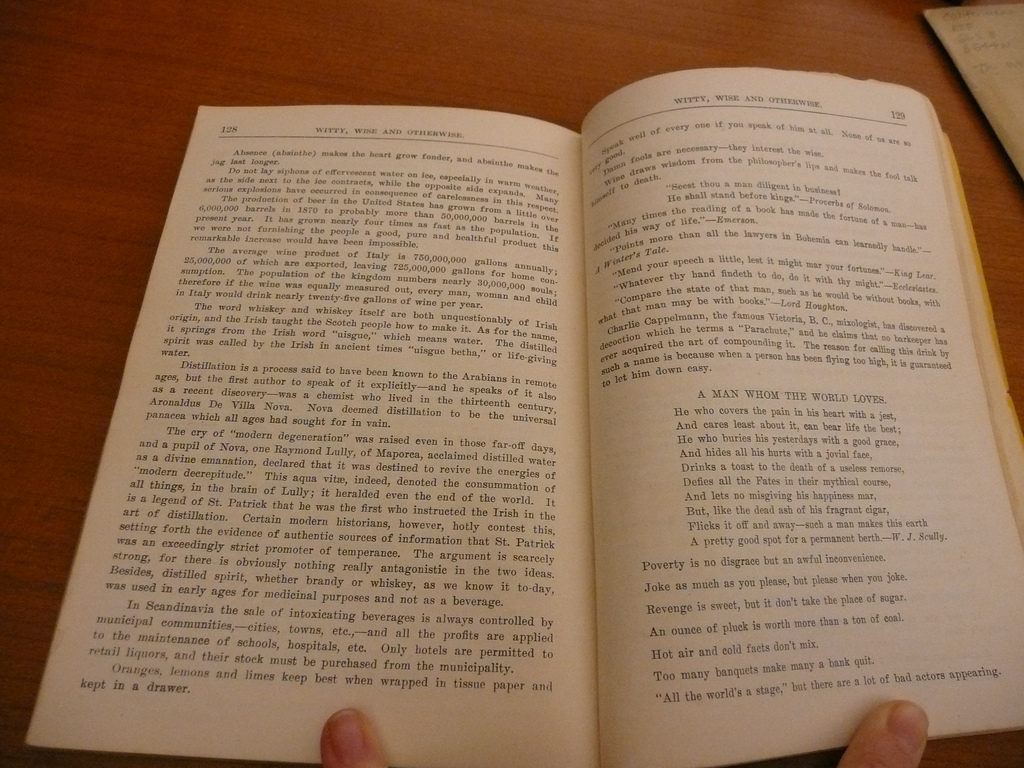 128 WITTY, WISE AND OTHERWISE.
Absence (absinthe) makes the heart grow fonder, and absinthe makes the
jag last longer.
Do not lay siphons of effervescent water on ice, especially in warm weather,
as the side next to the ice contracts, while the opposite side expands. Many
serious explosions have occurred in consequence of carelessness in this respect.
The production of beer in the United States has grown from a little over
6,000,000 barrels in 1870 to probably more than 50,000,000 barrels in the
present year. It has grown nearly four times as fast as the population. If
we were not furnishing the people a good, pure and healthful product this
remarkable increase would have been impossible.
The average wine product of Italy is 750,000,000 gallons annually;
25,000,000 of which are exported, leaving 725,000,000 gallons for home con-
sumption. The population of the kingdom numbers nearly 30,000,000 souls;
therefore if the wine was equally measured out, every man, woman and child
in Italy would drink nearly twenty-five gallons of wine per year.
The word whiskey and whiskey itself are both unquestionably of Irish
origin, and the Irish taught the Scotch people how to make it. As for the name,
it springs from the Irish word "uisgue," which means water. The distilled
spirit was called by the Irish in ancient times "uisgue betha," or life-giving
water.
Distillation is a process said to have been known to the Arabians in remote
ages, but the first author to speak of it explicitly—and he speaks of it also
as a recent discovery—was a chemist who lived in the thirteenth century,
Aronaldus De Villa Nova. Nova deemed distillation to be the universal
panacea which all ages had sought for in vain.
The cry of "modern degeneration" was raised even in those far-off days,
and a pupil of Nova, one Raymond Lully, of Maporca, acclaimed distilled water
as a divine emanation, declared that it was destined to revive the energies of
"modern decrepitude." This aqua vitæ, indeed, denoted the consummation of
all things, in the brain of Lully; it heralded even the end of the world. It
is a legend of St. Patrick that he was the first who instructed the Irish in the
art of distillation. Certain modern historians, however, hotly contest this,
setting forth the evidence of authentic sources of information that St. Patrick
was an exceedingly strict promoter of temperance. The argument is scarcely
strong, for there is obviously nothing really antagonistic in the two ideas.
Besides, distilled spirit, whether brandy or whiskey, as we know it to-day,
was used in early ages for medicinal purposes and not as a beverage.
In Scandinavia the sale of intoxicating beverages is always controlled by
municipal communities,—cities, towns, etc.,—and all the profits are applied
to the maintenance of schools, hospitals, etc. Only hotels are permitted to
retail liquors, and their stock must be purchased from the municipality.
Oranges, lemons and limes keep best when wrapped in tissue paper and
kept in a drawer.
WITTY, WISE AND OTHERWISE. 129
Speak well of every one if you speak of him at all. None of us are so
very good.
Damn fools are necessary—they interest the wise.
Wine draws wisdom from the philosopher's lips and makes the fool talk
himself to death.
"Seest thou a man diligent in business?
He shall stand before kings."—Proverbs of Solomon.
"Many times the reading of a book has made the fortune of a man—has
decided his way of life."—Emerson.
"Points more than all the lawyers in Bohemia can learnedly handle."—
A Winter's Tale.
"Mend your speech a little, lest it might mar your fortunes."—King Lear.
"Whatever thy hand findeth to do, do it with thy might."—Ecclesiastes.
"Compare the state of that man, such as he would be without books, with
what that man may be with books."—Lord Houghton.
Charlie Cappelmann, the famous Victoria, B. C., mixologist, has discovered a
decoction which he terms a "Parachute," and he claims that no barkeeper has
ever acquired the art of compounding it. The reason for calling this drink by
such a name is because when a person has been flying too high, it is guaranteed
to let him down easy.
A MAN WHOM THE WORLD LOVES.
He who covers the pain in his heart with a jest,
And cares least about it, can bear life the best;
He who buries his yesterdays with a good grace,
And hides all his hurts with a jovial face,
Drinks a toast to the death of a useless remorse,
Defies all the Fates in their mythical course,
And lets no misgiving his happiness mar,
But, like the dead ash of his fragrant cigar,
Flicks it off and away—such a man makes this earth
A pretty good spot for a permanent berth.—W. J. Scully.
Poverty is no disgrace but an awful inconvenience.
Joke as much as you please, but please when you joke.
Revenge is sweet, but it don't take the place of sugar.
An ounce of pluck is worth more than a ton of coal.
Hot air and cold facts don't mix.
Too many banquets make many a bank quit.
"All the world's a stage," but there are a lot of bad actors appearing.